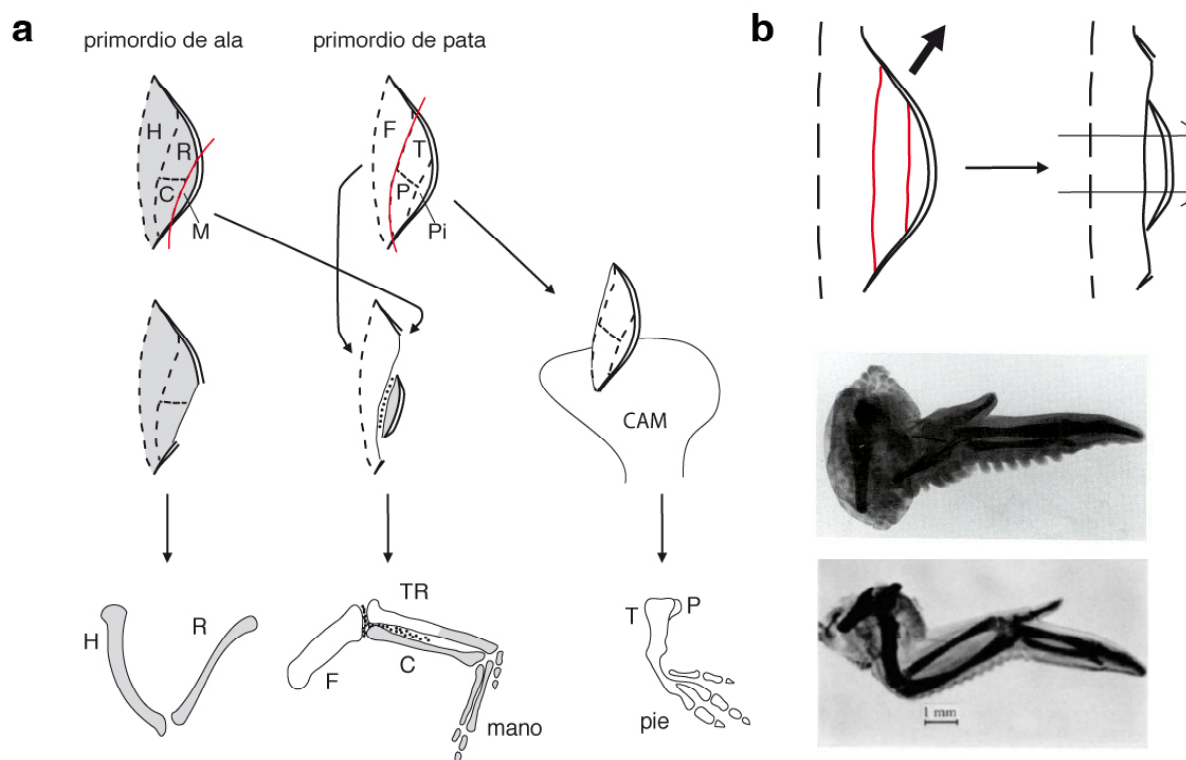 a
primordio de ala
primordio de pata
b
H
R
C
M
F
T
P
Pi
CAM
H
R
TR
C
F
mano
T
P
pie
1 mm